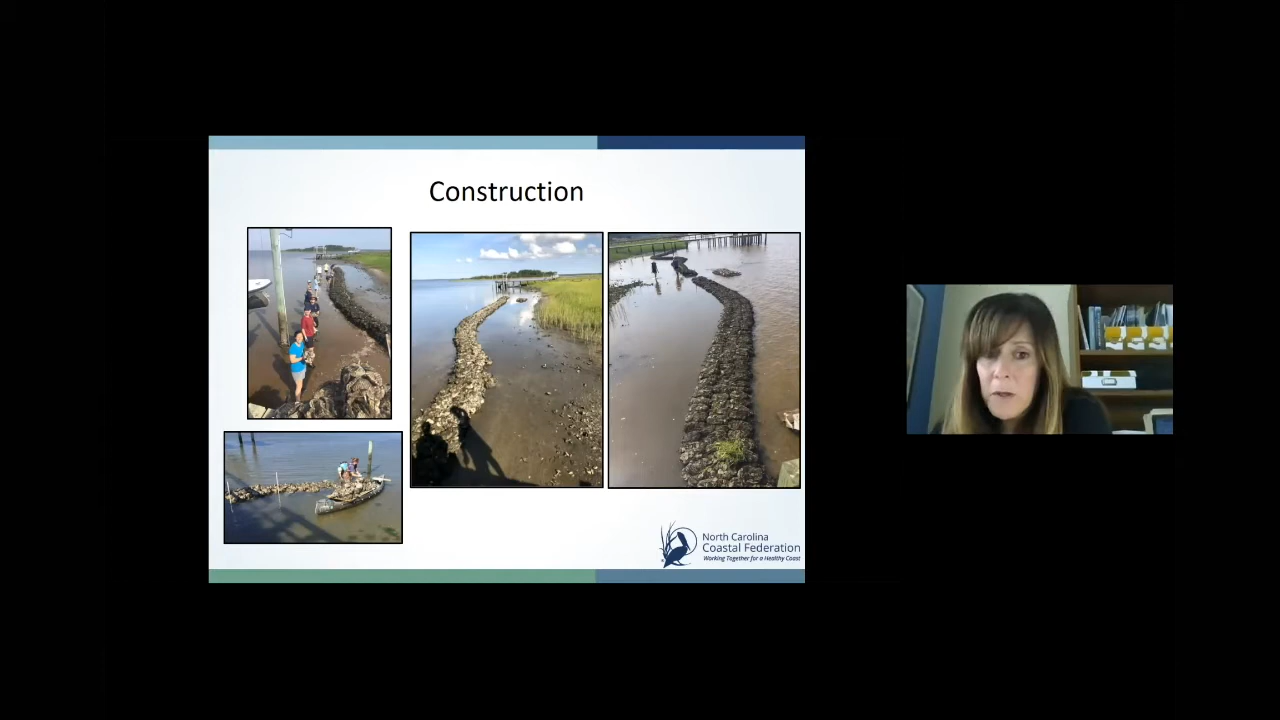 Construction
North Carolina
Coastal Federation
Working Together for a Healthy Coast